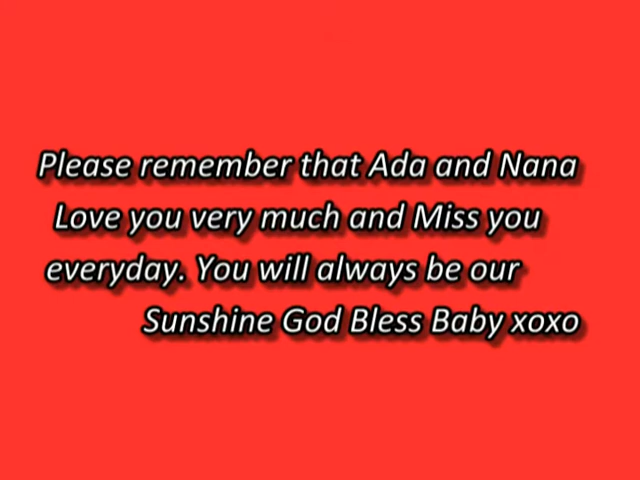 Please remember that Ada and Nana
Love you very much and Miss you
everyday. You will always be our
Sunshine God Bless Baby xoxo